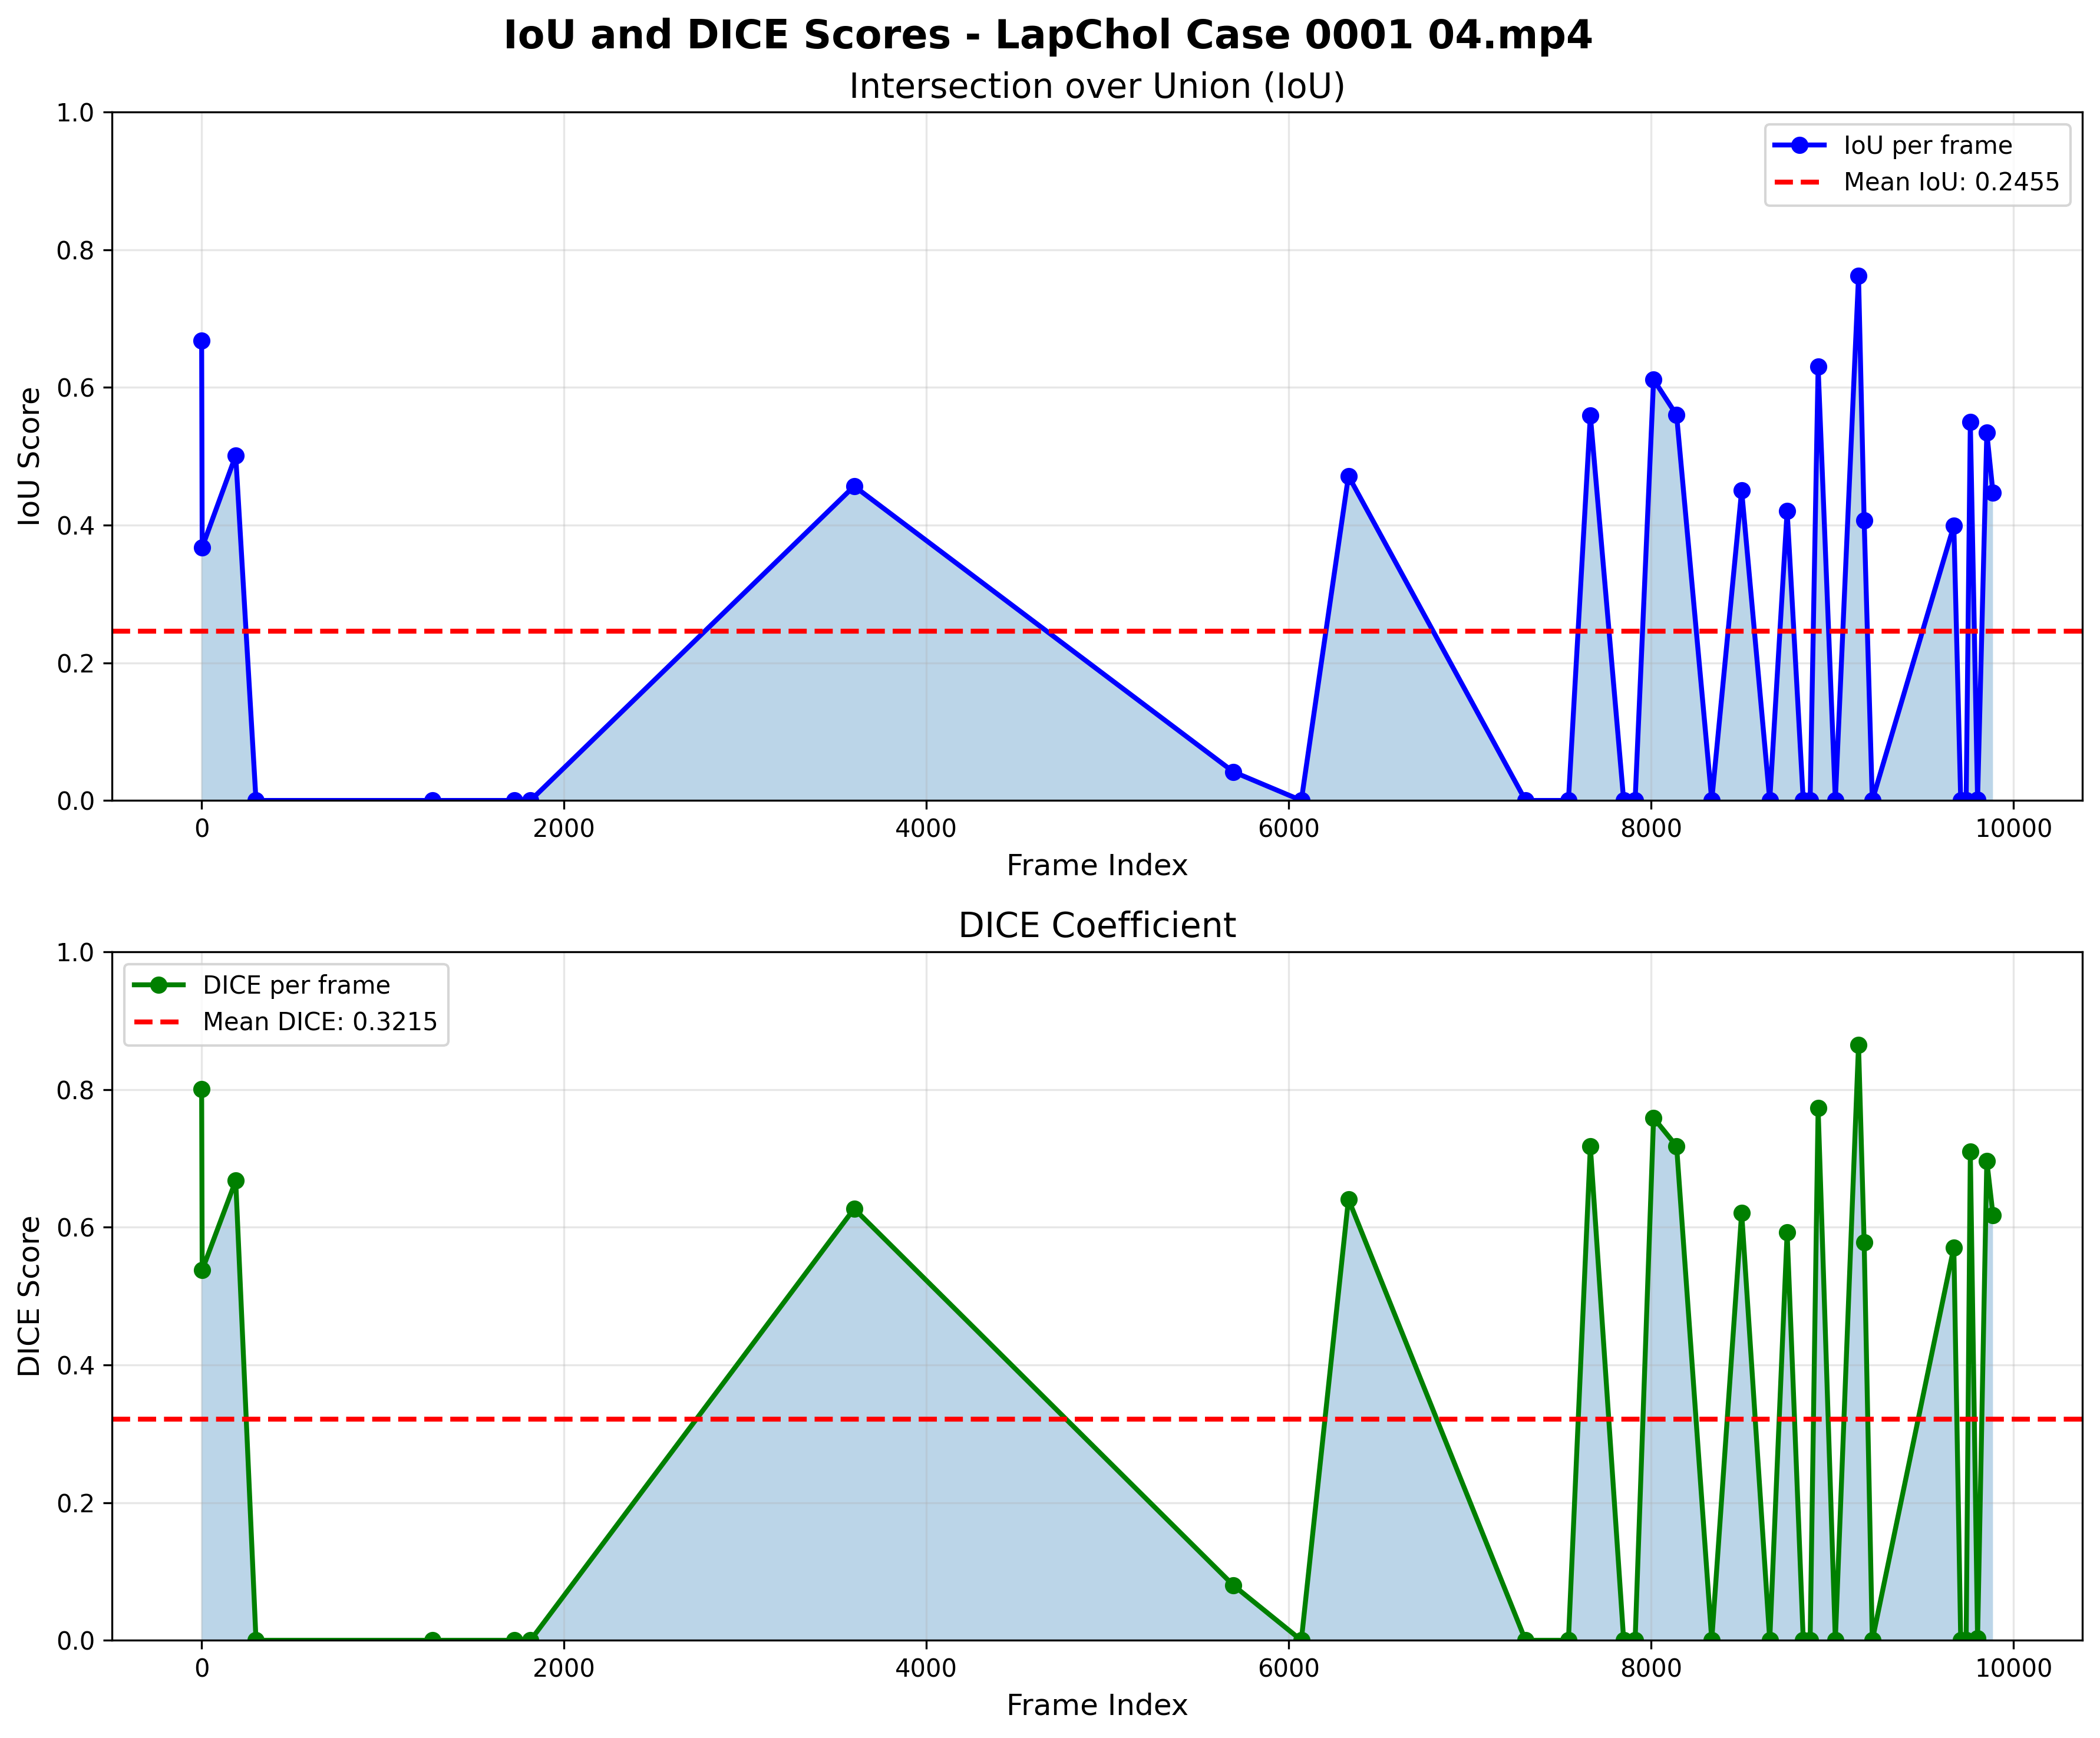 IoU and DICE Scores - LapChol Case 0001 04.mp4
Intersection over Union (IoU)
1.0
0.8
0.6
0.4
0.2
0.0
IoU Score
IoU per frame
Mean IoU: 0.2455
0 2000 4000 6000 8000 10000
Frame Index
DICE Coefficient
1.0
0.8
0.6
0.4
0.2
0.0
DICE Score
DICE per frame
Mean DICE: 0.3215
0 2000 4000 6000 8000 10000
Frame Index